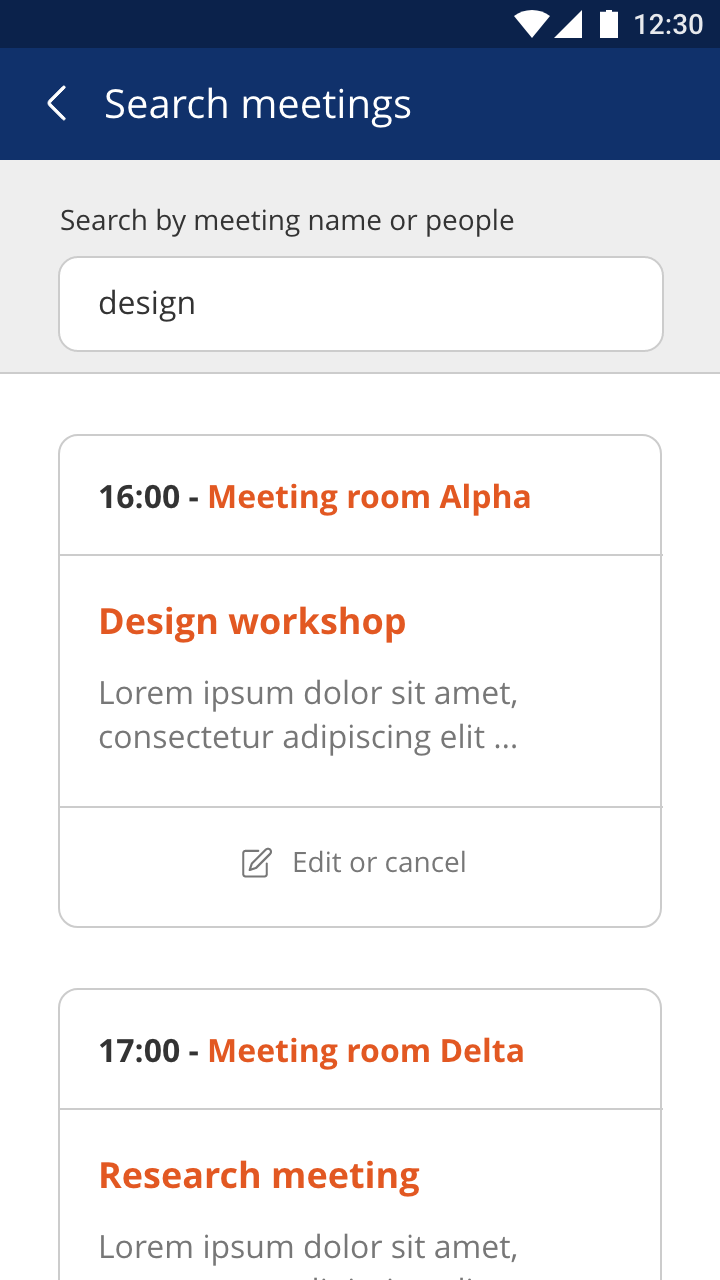 12:30
Search meetings
Search by meeting name or people
design
16:00 - Meeting room Alpha
Design workshop
Lorem ipsum dolor sit amet,
consectetur adipiscing elit ...
Edit or cancel
17:00 - Meeting room Delta
Research meeting
Lorem ipsum dolor sit amet,